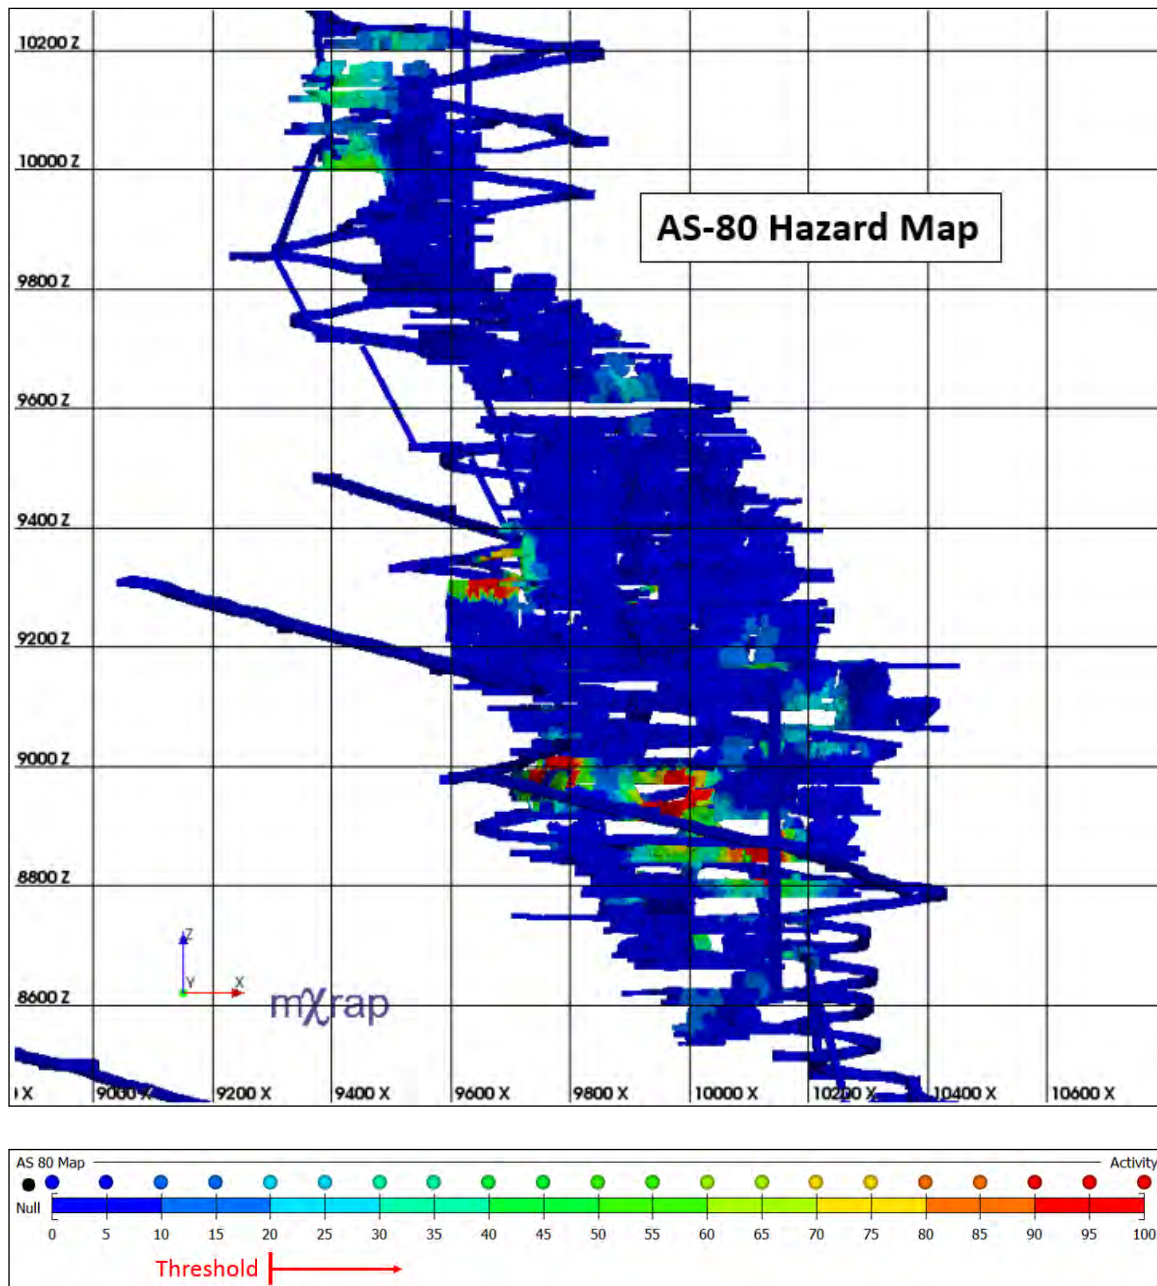 10200 Z
AS-80 Hazard Map
10000 Z
9800 Z
9600 Z
9400 Z
9200 Z
9000 Z
8800 Z
Z
Y X
mχrap
8600 Z
X 9000 X 9200 X 9400 X 9600 X 9800 X 10000 X 10200 X 10400 X 10600 X
AS 80 Map Activity
Null
0 5 10 15 20 25 30 35 40 45 50 55 60 65 70 75 80 85 90 95 100
Threshold